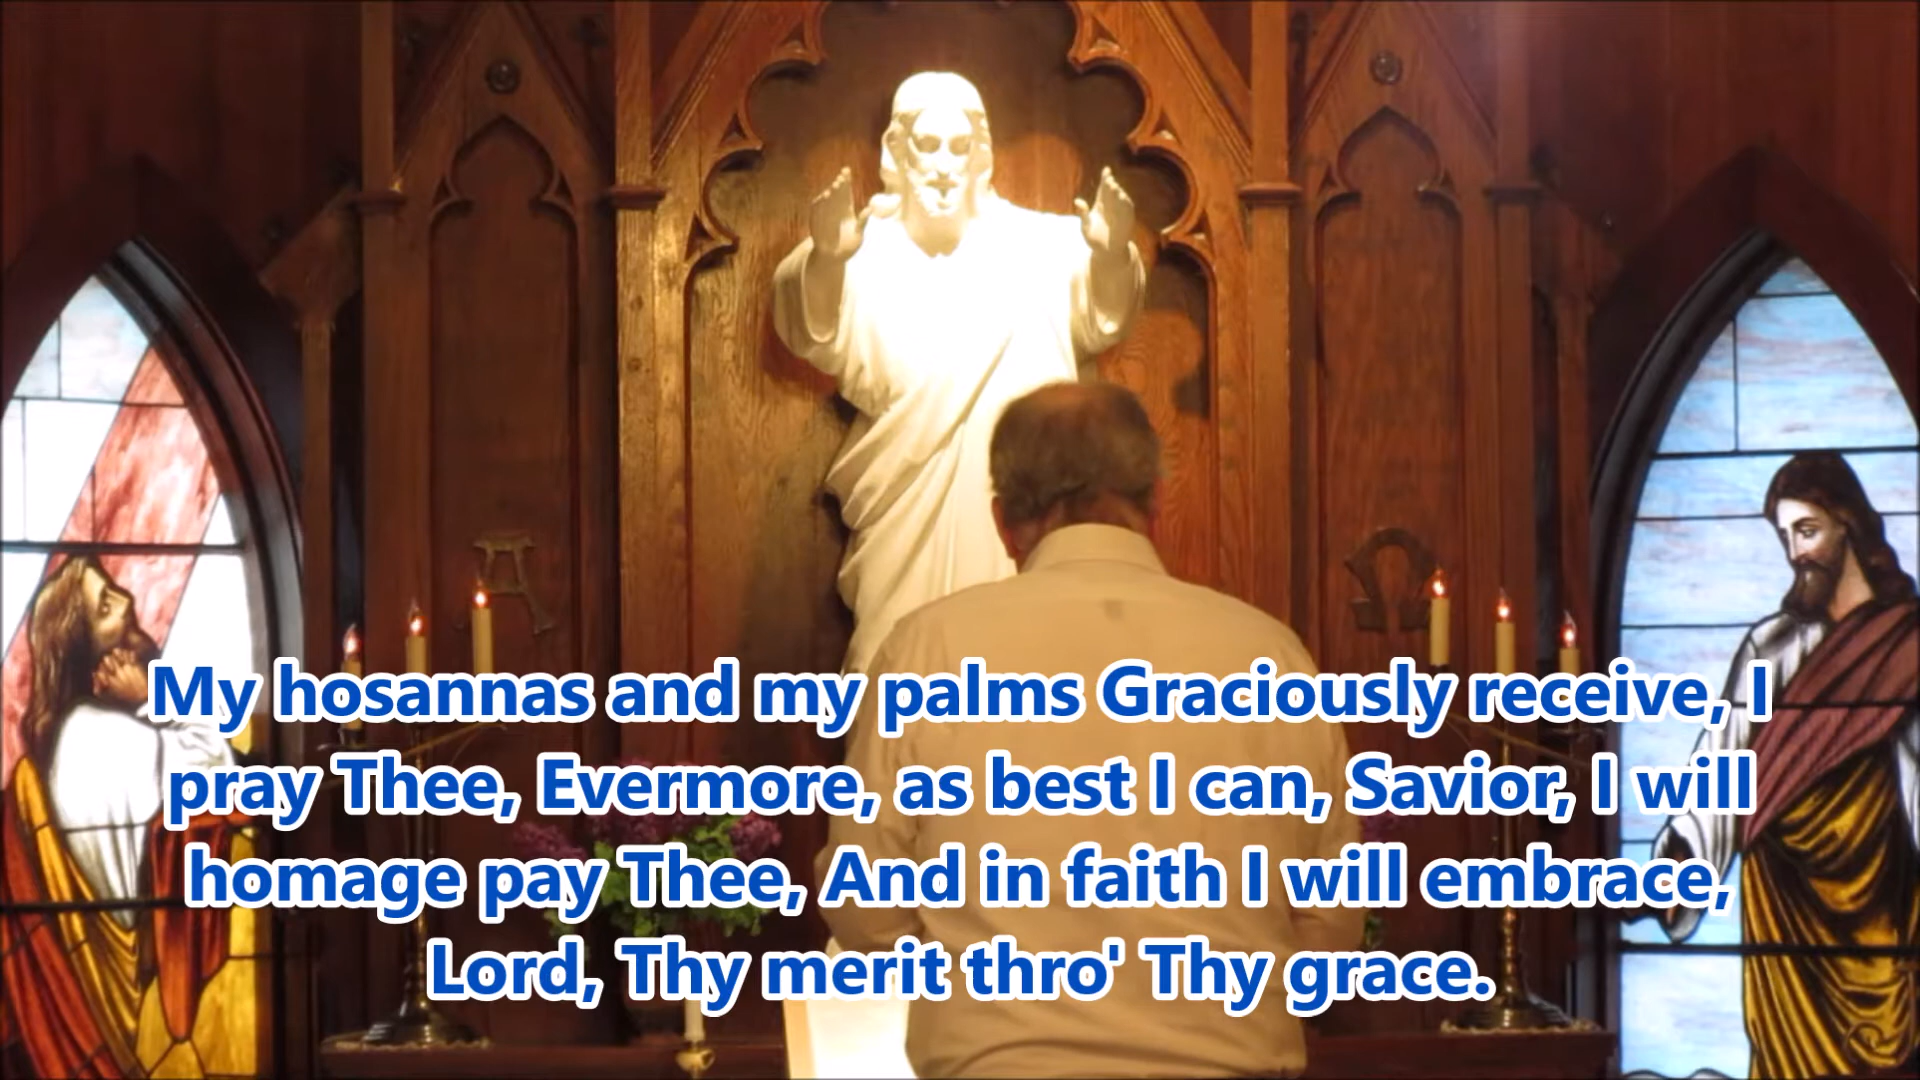 Α
Ω
My hosannas and my palms Graciously receive, I
pray Thee, Evermore, as best I can, Savior, I will
homage pay Thee, And in faith I will embrace,
Lord, Thy merit thro' Thy grace.